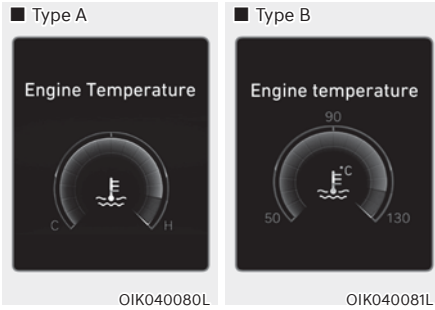 ■ Type A
Engine Temperature
C
H
OIK040080L
■ Type B
Engine temperature
90
°C
50
130
OIK040081L